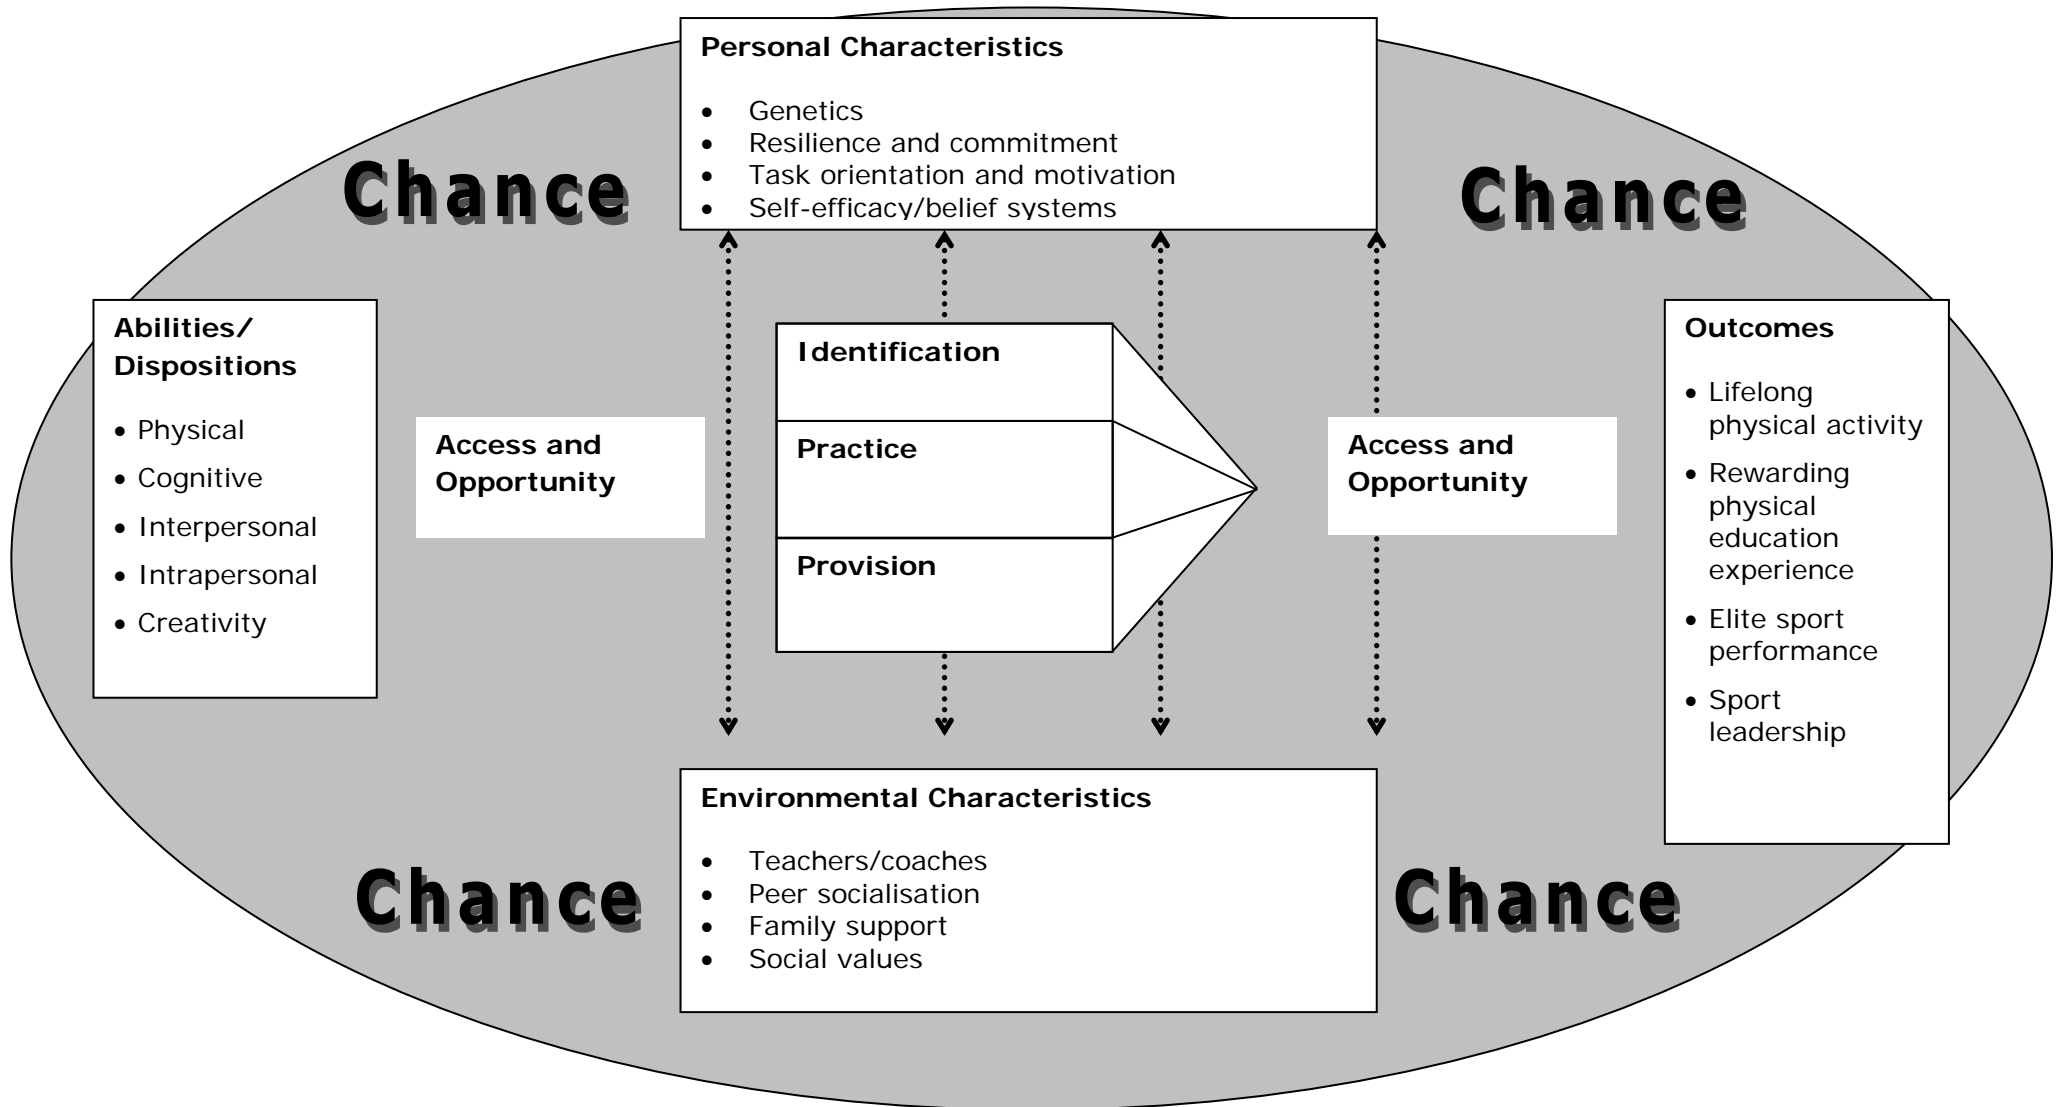 Personal Characteristics
• Genetics
• Resilience and commitment
• Task orientation and motivation
• Self-efficacy/belief systems
Chance
Chance
Abilities/
Dispositions
• Physical
• Cognitive
• Interpersonal
• Intrapersonal
• Creativity
Access and
Opportunity
Identification
Practice
Provision
Access and
Opportunity
Outcomes
• Lifelong
physical activity
• Rewarding
physical
education
experience
• Elite sport
performance
• Sport
leadership
Environmental Characteristics
• Teachers/coaches
• Peer socialisation
• Family support
• Social values
Chance
Chance